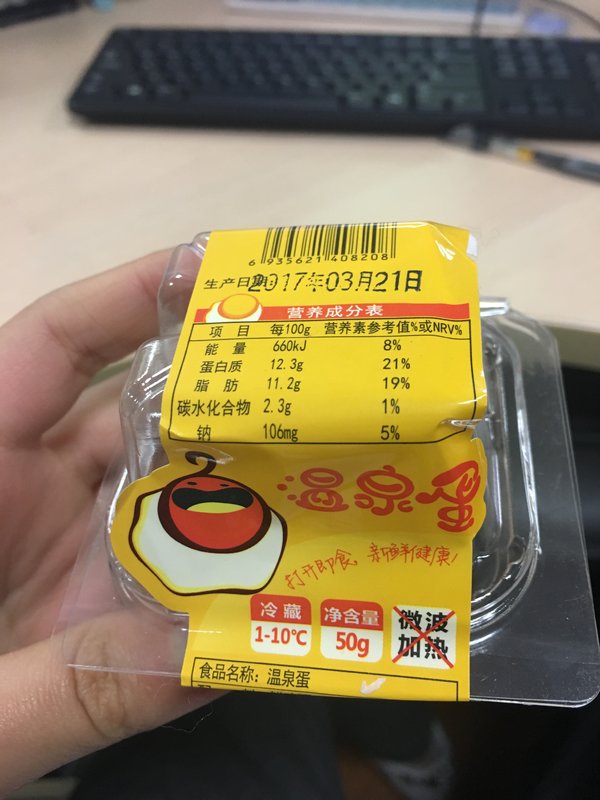 6 935621 408208
生产日期:2017年03月21日
营养成分表
项 目 每100g 营养素参考值%或NRV%
能 量 660kJ 8%
蛋白质 12.3g 21%
脂 肪 11.2g 19%
碳水化合物 2.3g 1%
钠 106mg 5%
温泉蛋
打开即食 新鲜健康!
冷藏 1-10℃
净含量 50g
微波加热
食品名称：温泉蛋